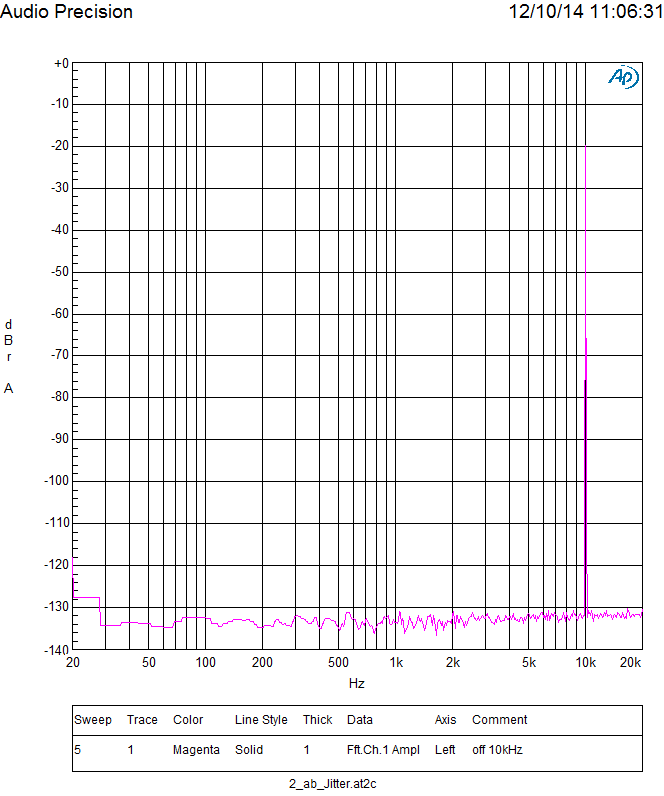 Audio Precision 12/10/14 11:06:31
Ap
+0
-10
-20
-30
-40
-50
-60
-70
-80
-90
-100
-110
-120
-130
-140
d
B
r
A
20 50 100 200 500 1k 2k 5k 10k 20k
Hz
Sweep Trace Color Line Style Thick Data Axis Comment
5 1 Magenta Solid 1 Fft.Ch.1 Ampl Left off 10kHz
2_ab_Jitter.at2c